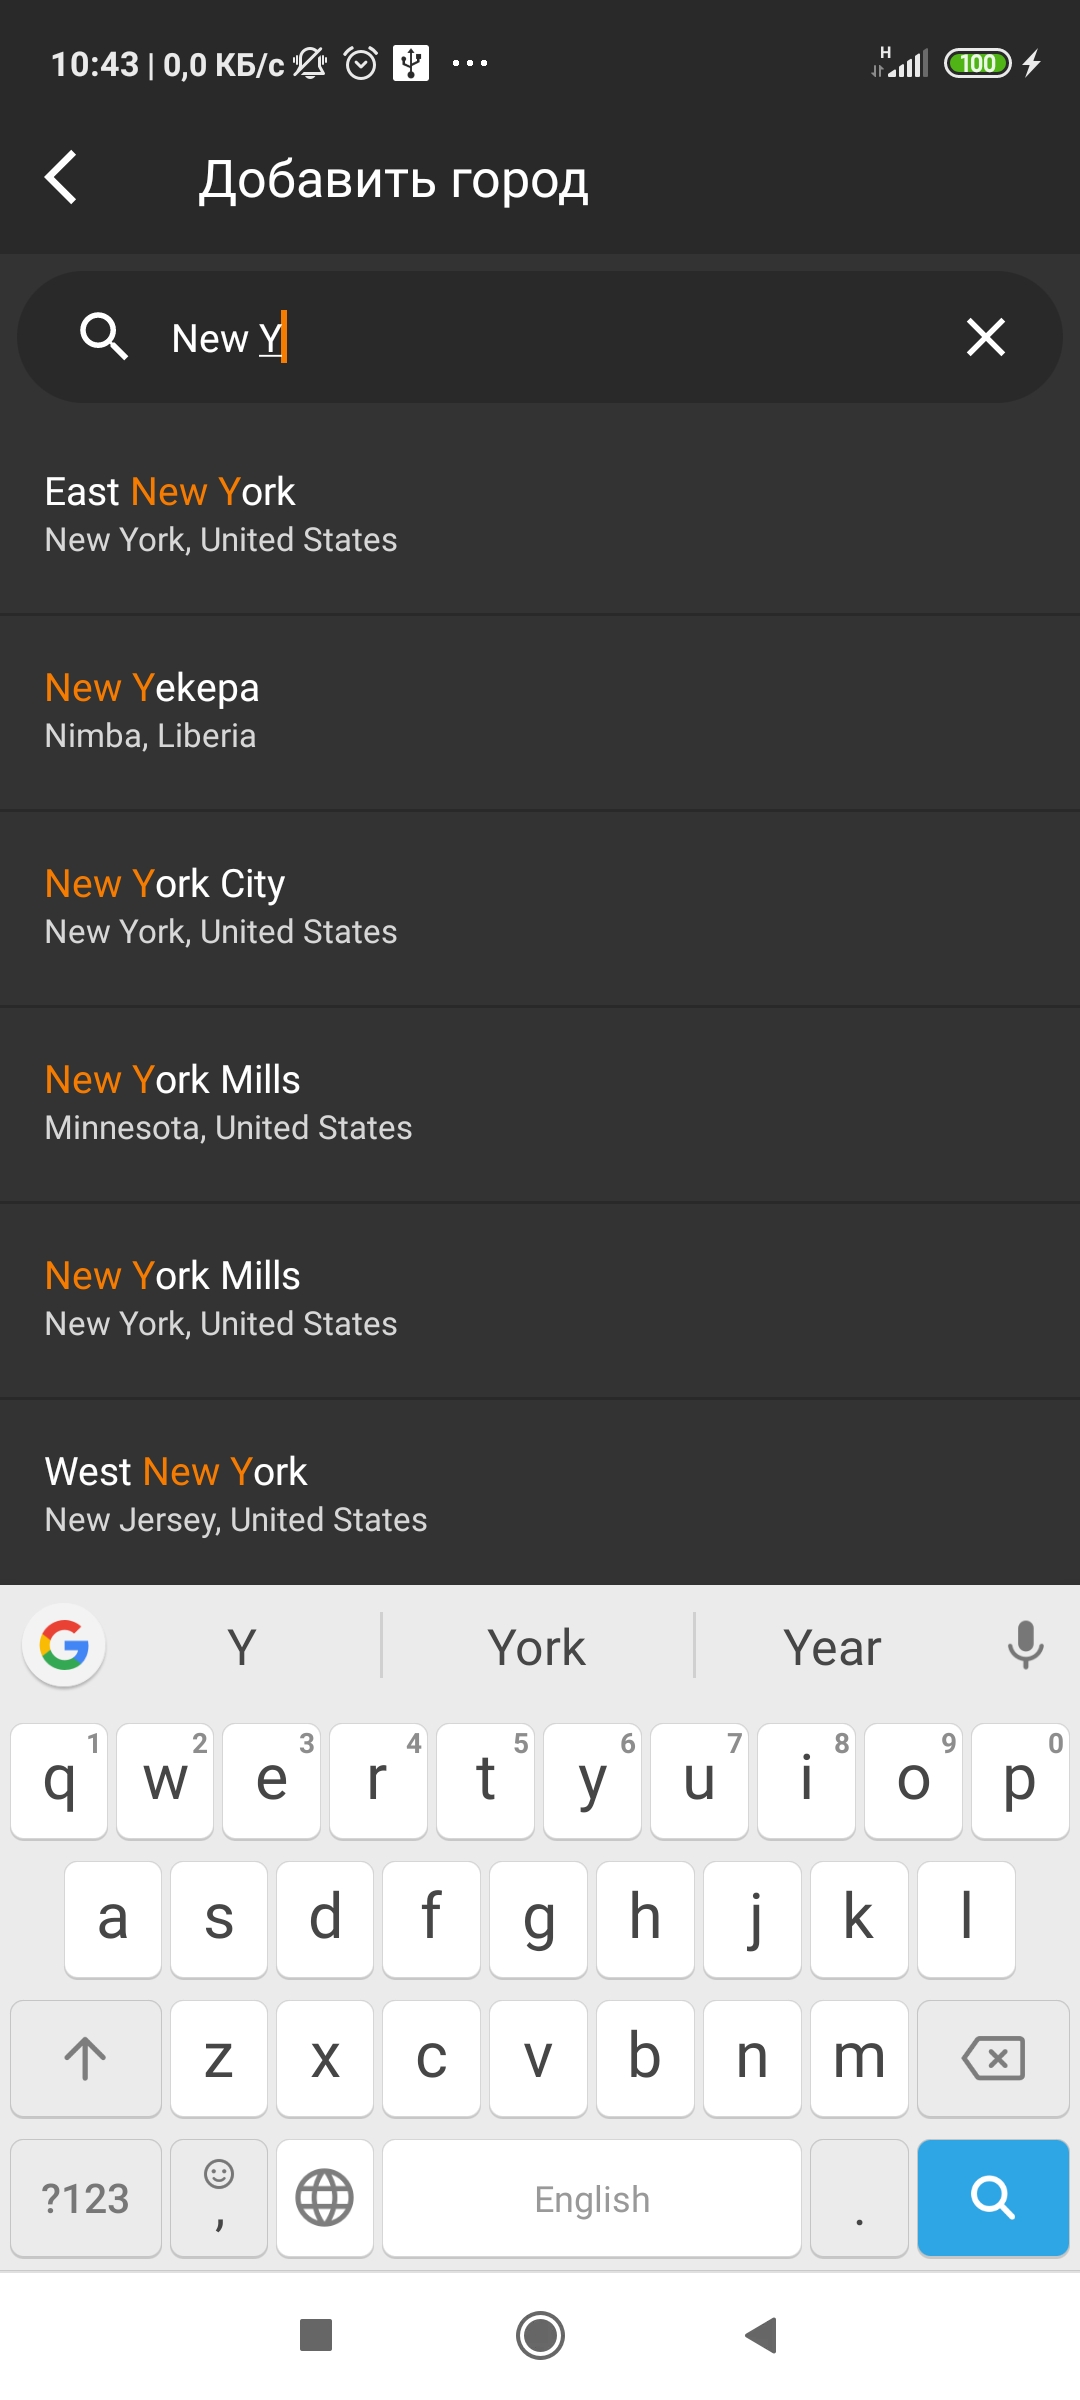 10:43 | 0,0 КБ/с ...
H 100
Добавить город
New Y
East New York
New York, United States
New Yekepa
Nimba, Liberia
New York City
New York, United States
New York Mills
Minnesota, United States
New York Mills
New York, United States
West New York
New Jersey, United States
Y York Year
1 2 3 4 5 6 7 8 9 0
q w e r t y u i o p
a s d f g h j k l
z x c v b n m
?123 , English .